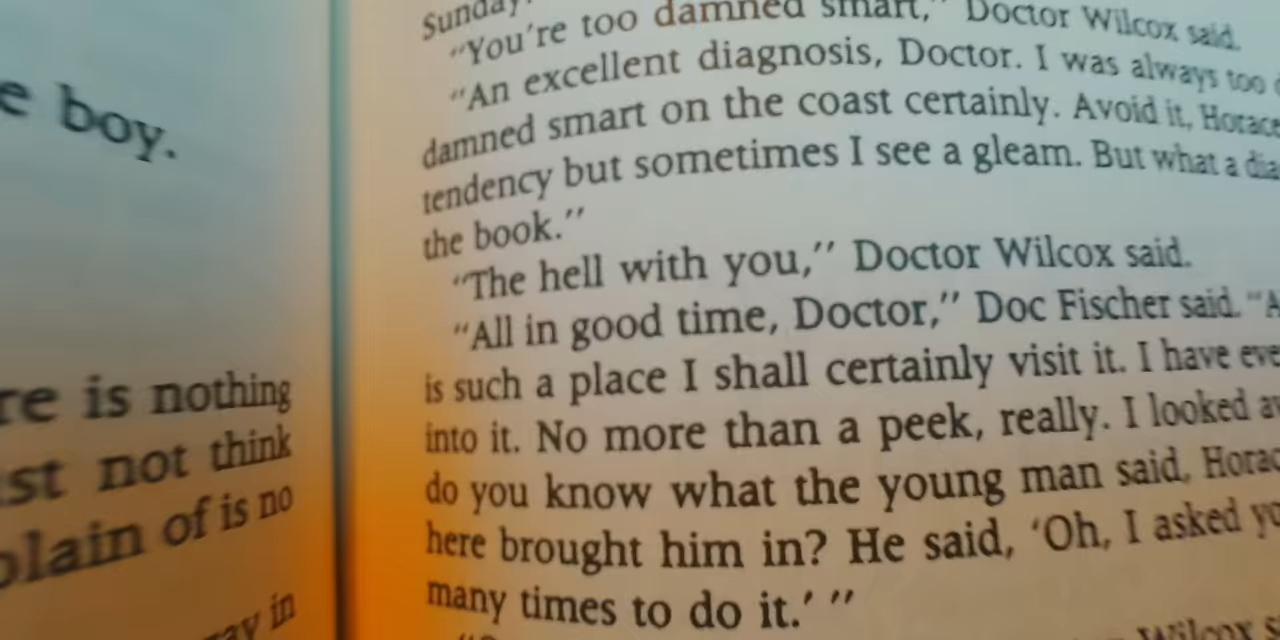 e boy.
re is nothing
st not think
plain of is no
ay in
Sunday.
"You're too damned smart," Doctor Wilcox said.
"An excellent diagnosis, Doctor. I was always too
damned smart on the coast certainly. Avoid it, Horace
tendency but sometimes I see a gleam. But what a dia
the book."
"The hell with you," Doctor Wilcox said.
"All in good time, Doctor," Doc Fischer said. "A
is such a place I shall certainly visit it. I have eve
into it. No more than a peek, really. I looked a
do you know what the young man said, Horac
here brought him in? He said, 'Oh, I asked yo
many times to do it.' "
Wilcox s